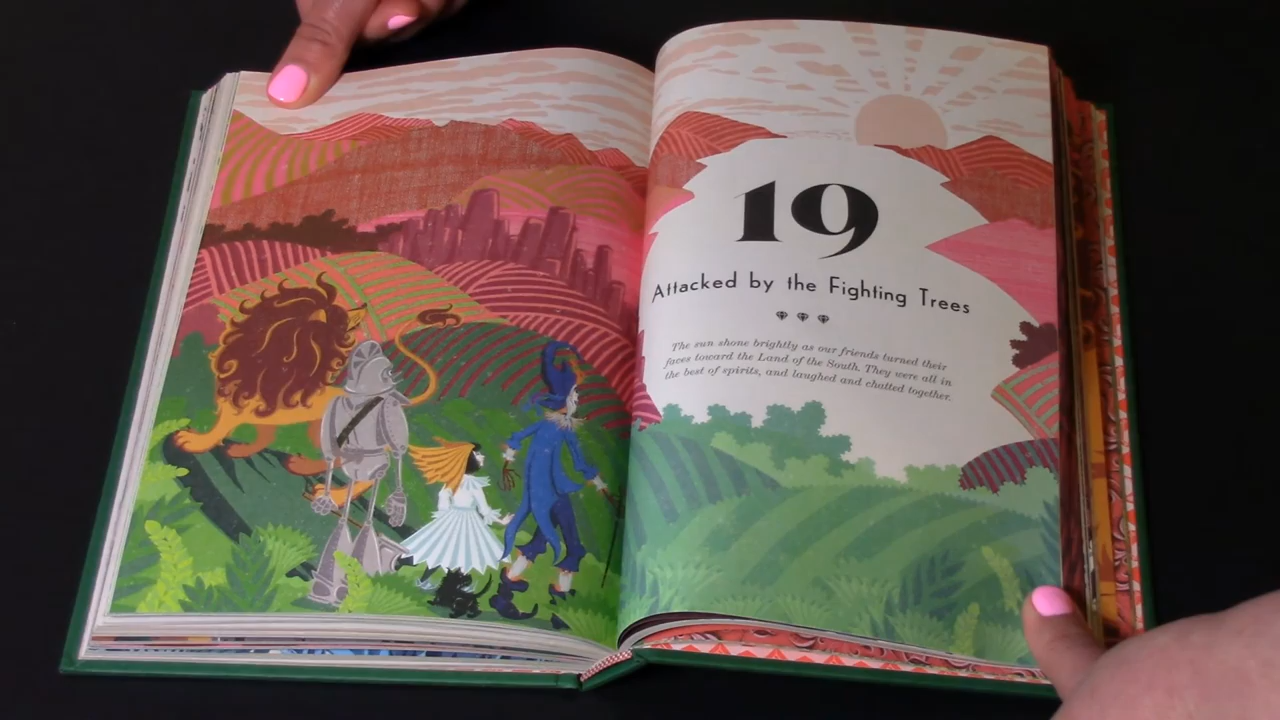 19
Attacked by the Fighting Trees
The sun shone brightly as our friends turned their
faces toward the Land of the South. They were all in
the best of spirits, and laughed and chatted together.